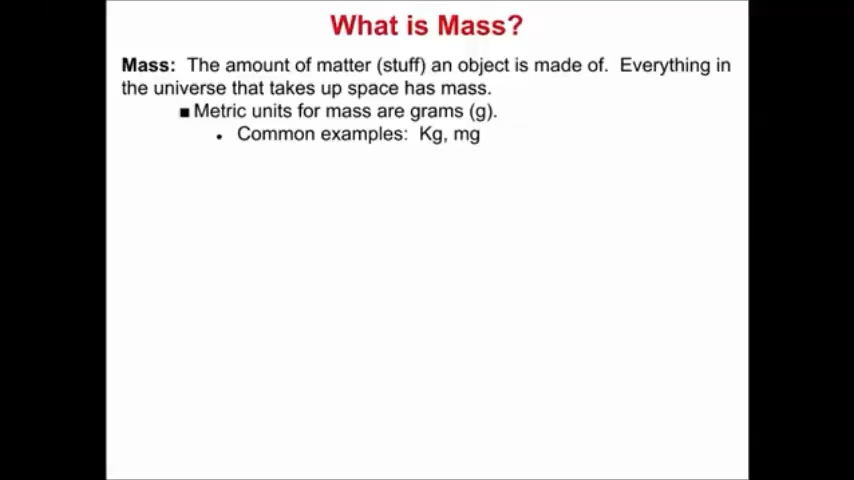 What is Mass?
Mass: The amount of matter (stuff) an object is made of. Everything in
the universe that takes up space has mass.
■ Metric units for mass are grams (g).
• Common examples: Kg, mg